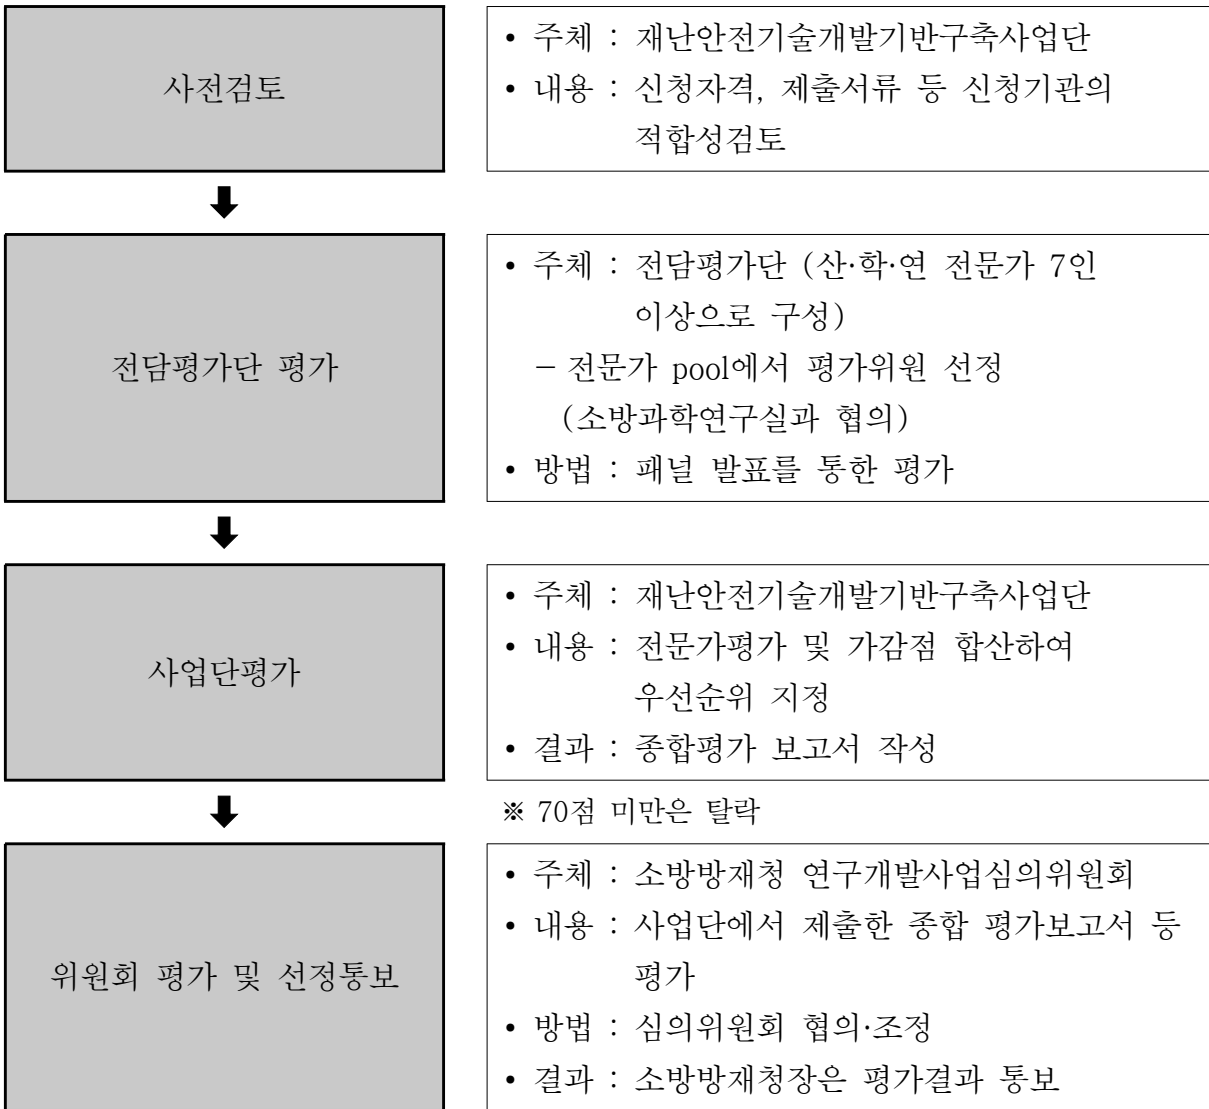 사전검토
• 주체 : 재난안전기술개발기반구축사업단
• 내용 : 신청자격, 제출서류 등 신청기관의
적합성검토
전담평가단 평가
• 주체 : 전담평가단 (산·학·연 전문가 7인
이상으로 구성)
- 전문가 pool에서 평가위원 선정
(소방과학연구실과 협의)
• 방법 : 패널 발표를 통한 평가
사업단평가
• 주체 : 재난안전기술개발기반구축사업단
• 내용 : 전문가평가 및 가감점 합산하여
우선순위 지정
• 결과 : 종합평가 보고서 작성
※ 70점 미만은 탈락
위원회 평가 및 선정통보
• 주체 : 소방방재청 연구개발사업심의위원회
• 내용 : 사업단에서 제출한 종합 평가보고서 등
평가
• 방법 : 심의위원회 협의·조정
• 결과 : 소방방재청장은 평가결과 통보